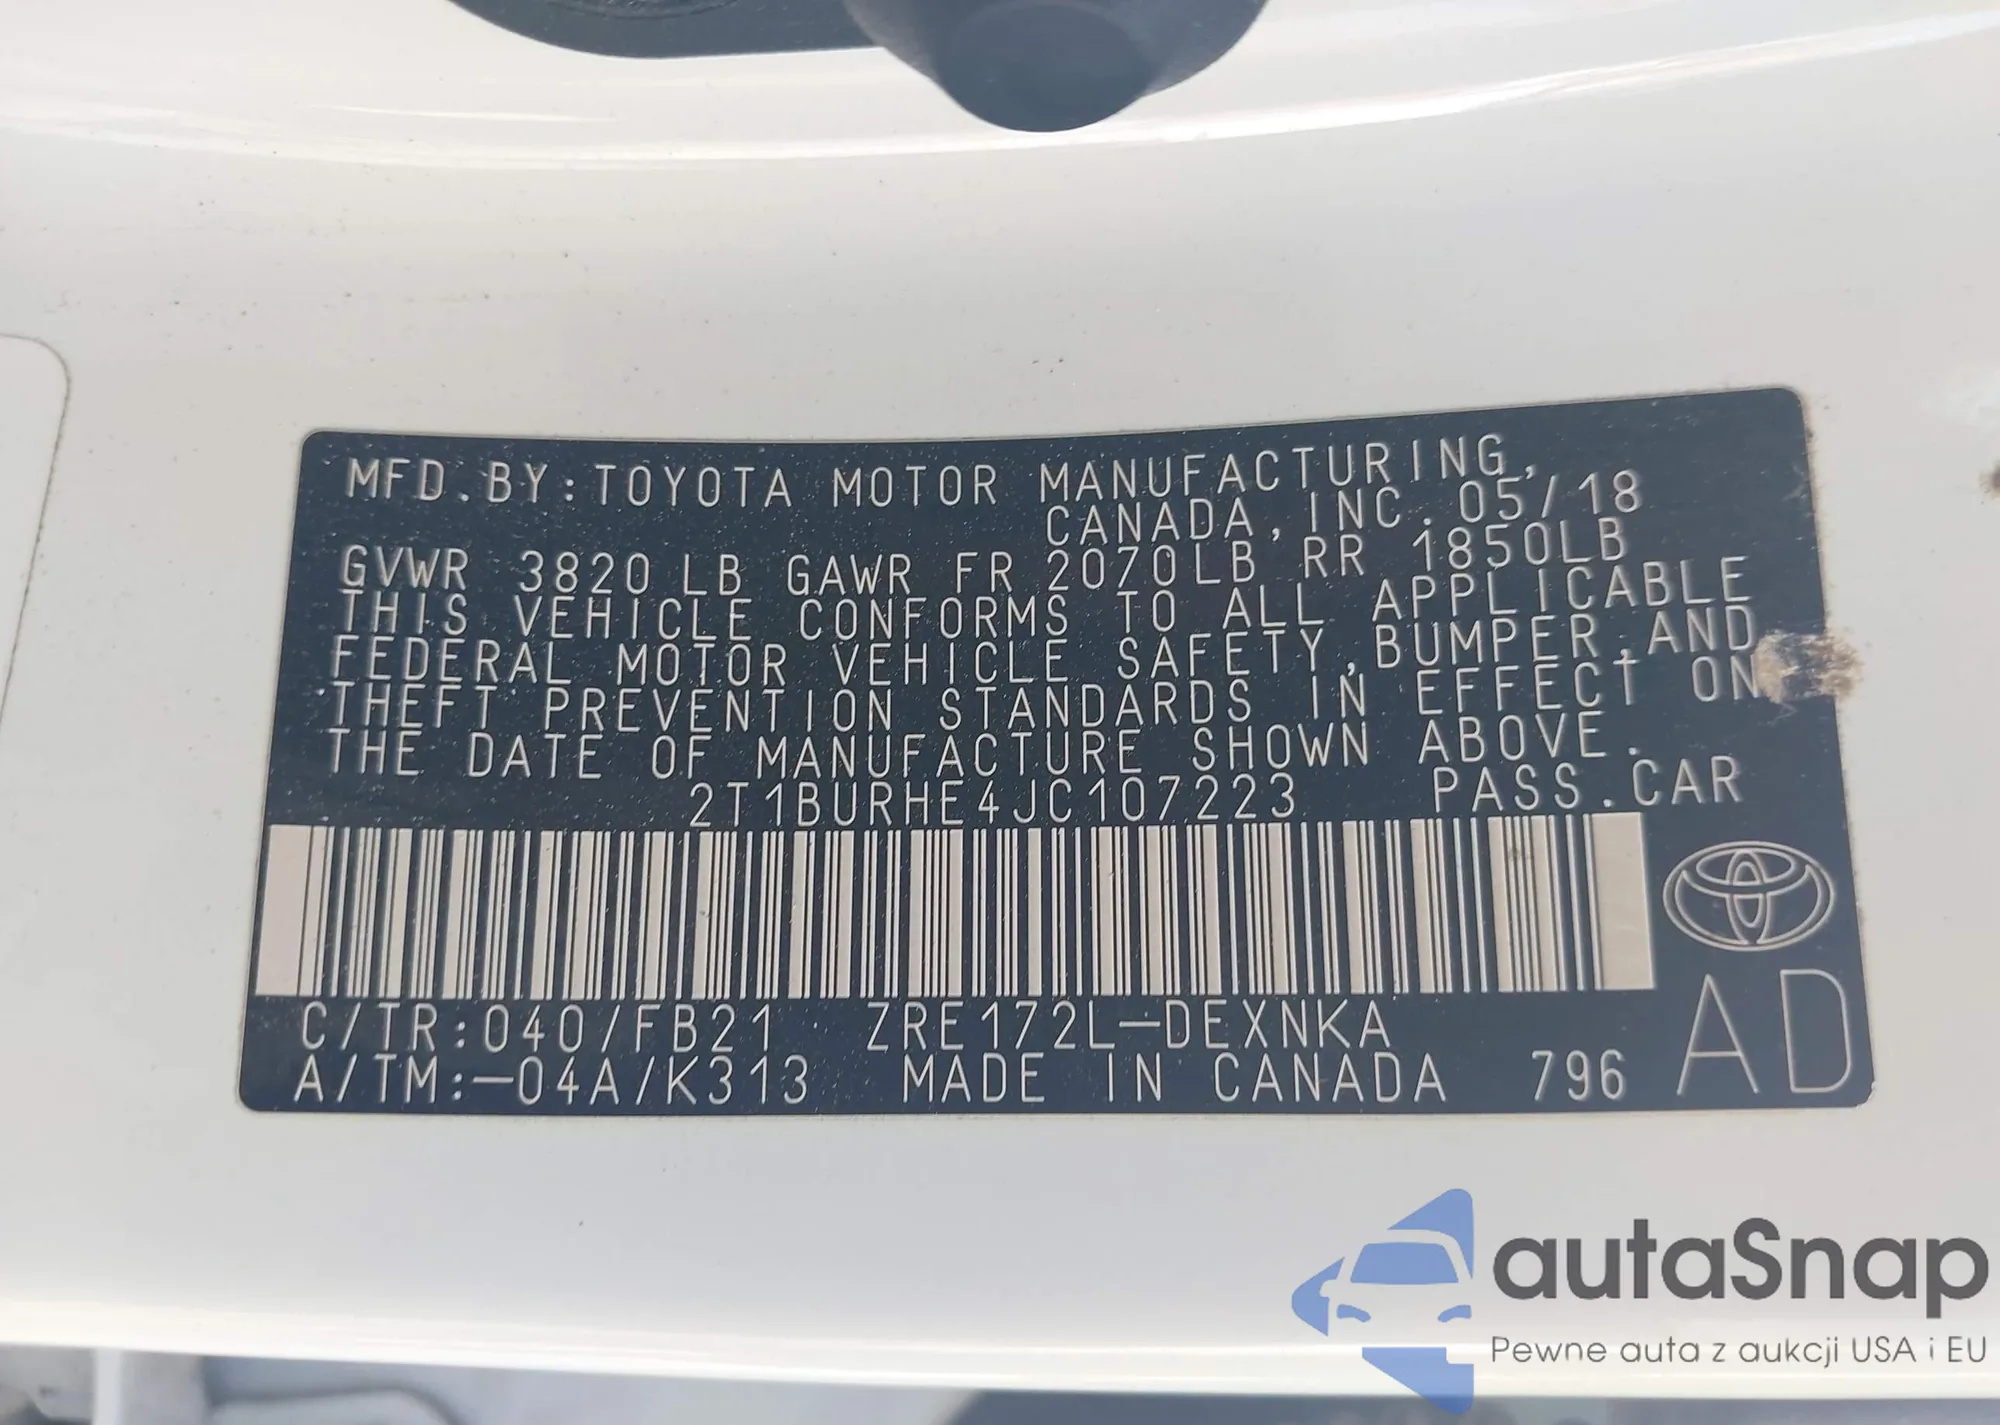 MFD.BY:TOYOTA MOTOR MANUFACTURING,
CANADA,INC. 05/18
GVWR 3820LB GAWR FR 2070LB RR 1850LB
THIS VEHICLE CONFORMS TO ALL APPLICABLE
FEDERAL MOTOR VEHICLE SAFETY,BUMPER,AND
THEFT PREVENTION STANDARDS IN EFFECT ON
THE DATE OF MANUFACTURE SHOWN ABOVE.
2T1BURHE4JC107223 PASS.CAR
C/TR:040/FB21 ZRE172L-DEXNKA
A/TM:-04A/K313 MADE IN CANADA 796 AD
autaSnap
Pewne auta z aukcji USA i EU